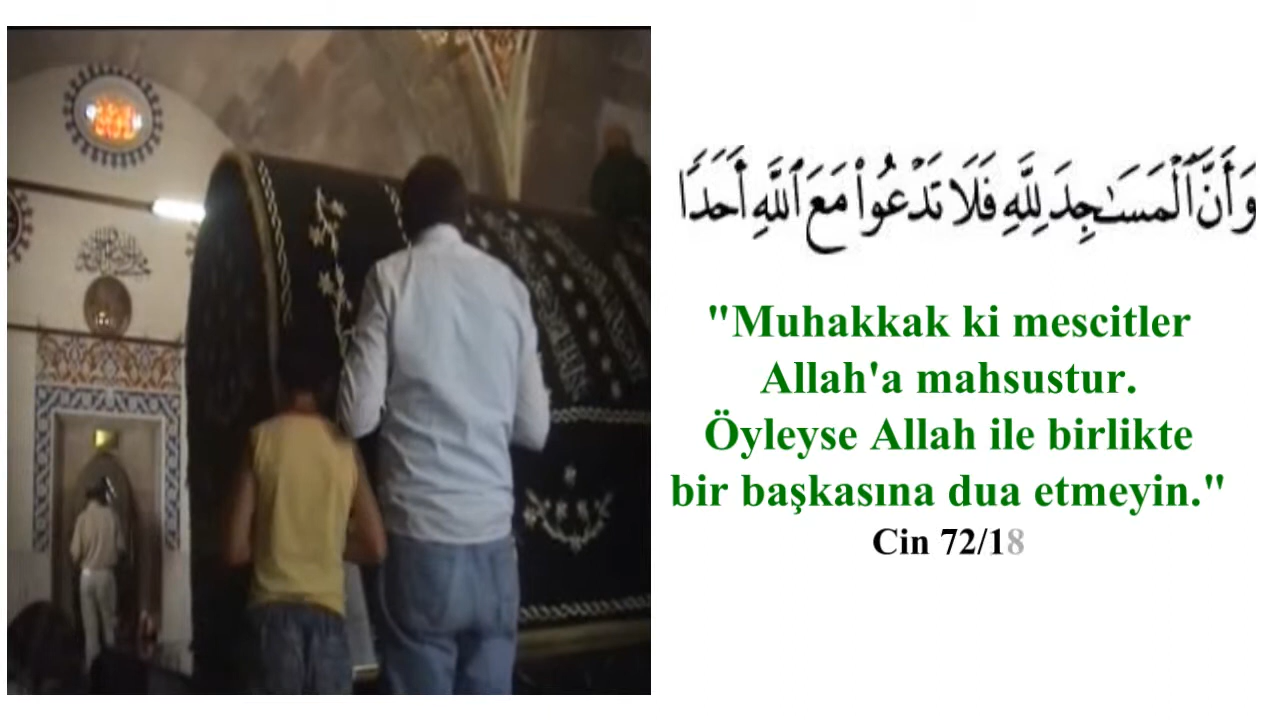 وَأَنَّ ٱلْمَسَٰجِدَ لِلَّهِ فَلَا تَدْعُوا۟ مَعَ ٱللَّهِ أَحَدًا
"Muhakkak ki mescitler
Allah'a mahsustur.
Öyleyse Allah ile birlikte
bir başkasına dua etmeyin."
Cin 72/18